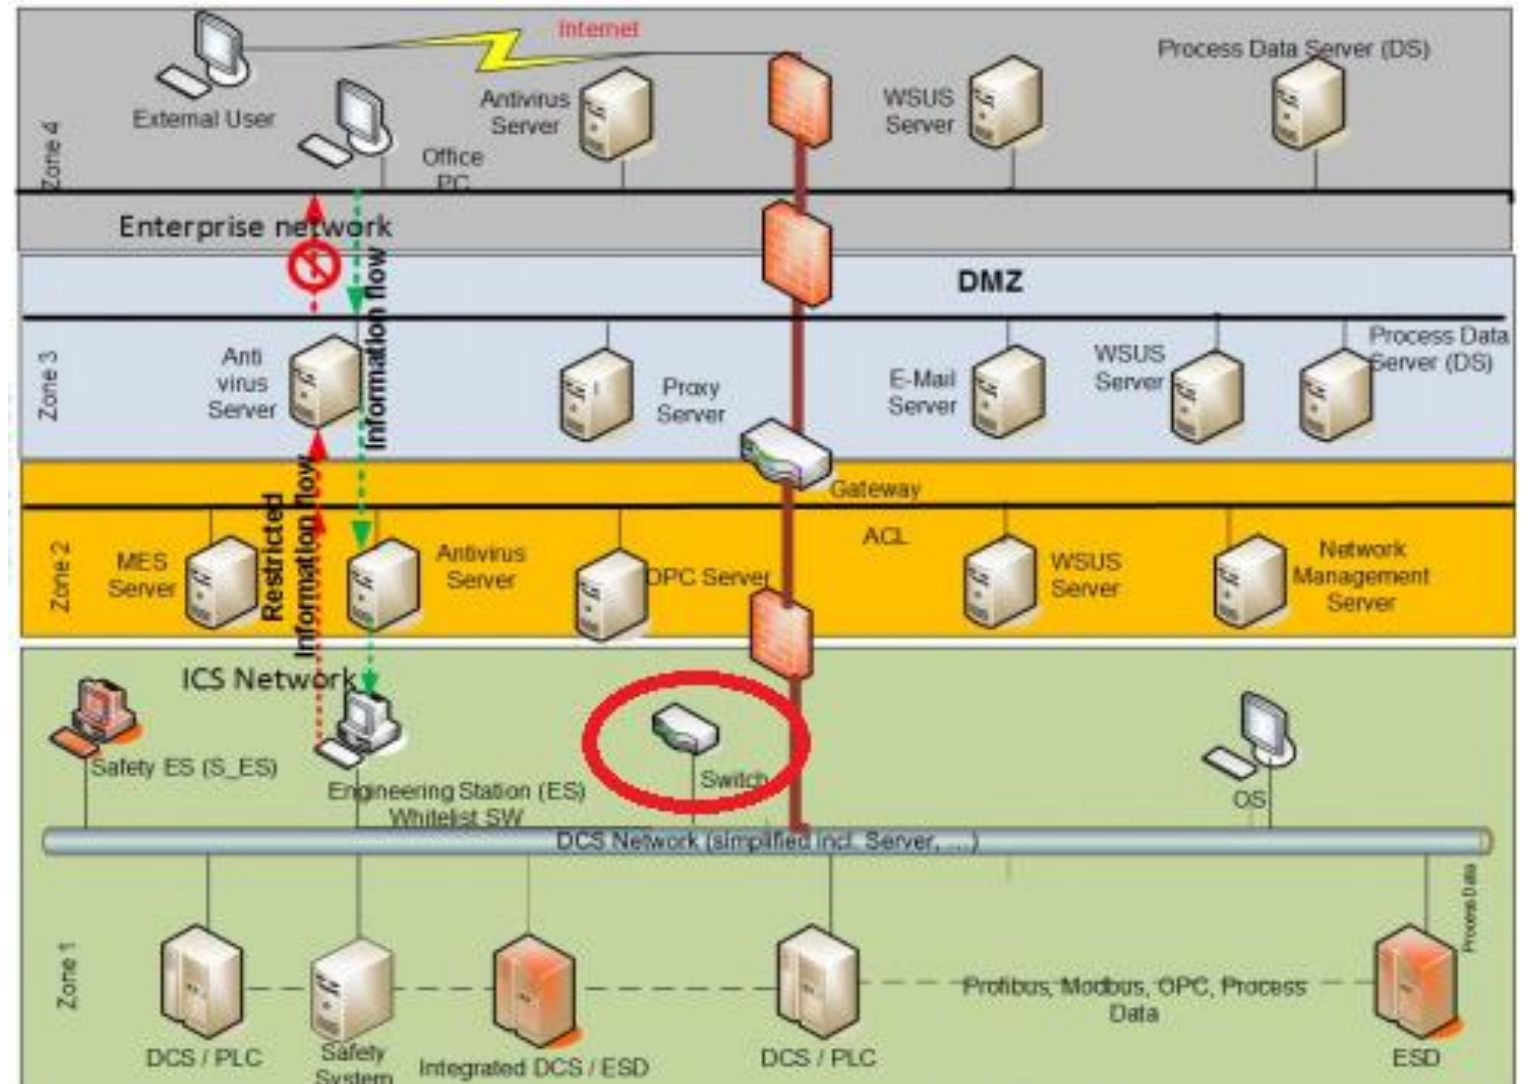 Internet
Process Data Server (DS)
External User
Antivirus
Server
WSUS
Server
Zone 4
Office
PC
Enterprise network
DMZ
Information flow
Zone 3
Anti
virus
Server
Proxy
Server
E-Mail
Server
WSUS
Server
Process Data
Server (DS)
Gateway
ACL
Zone 2
MES
Server
Restricted
Information flow
Antivirus
Server
OPC Server
WSUS
Server
Network
Management
Server
ICS Network
Safety ES (S_ES)
Engineering Station (ES)
Whitelist SW
Switch
OS
DCS Network (simplified incl. Server, ...)
Process Data
Zone 1
Profibus, Modbus, OPC, Process
Data
DCS / PLC
Safety
System
Integrated DCS / ESD
DCS / PLC
ESD